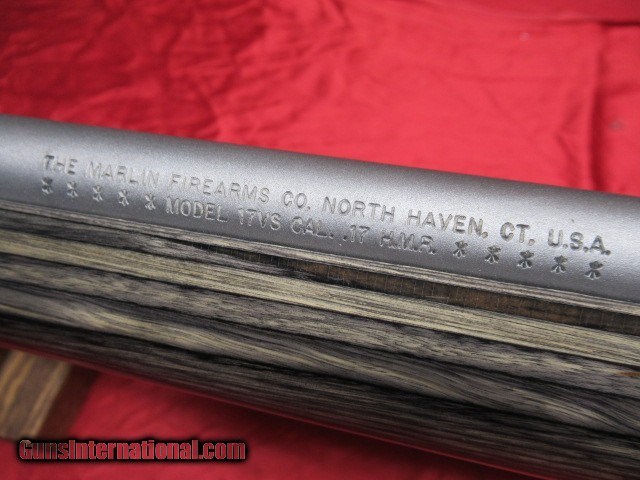 THE MARLIN FIREARMS CO. NORTH HAVEN, CT. U.S.A.
* * * * * MODEL 17VS CAL. .17 H.M.R. * * * * *
GunsInternational.com